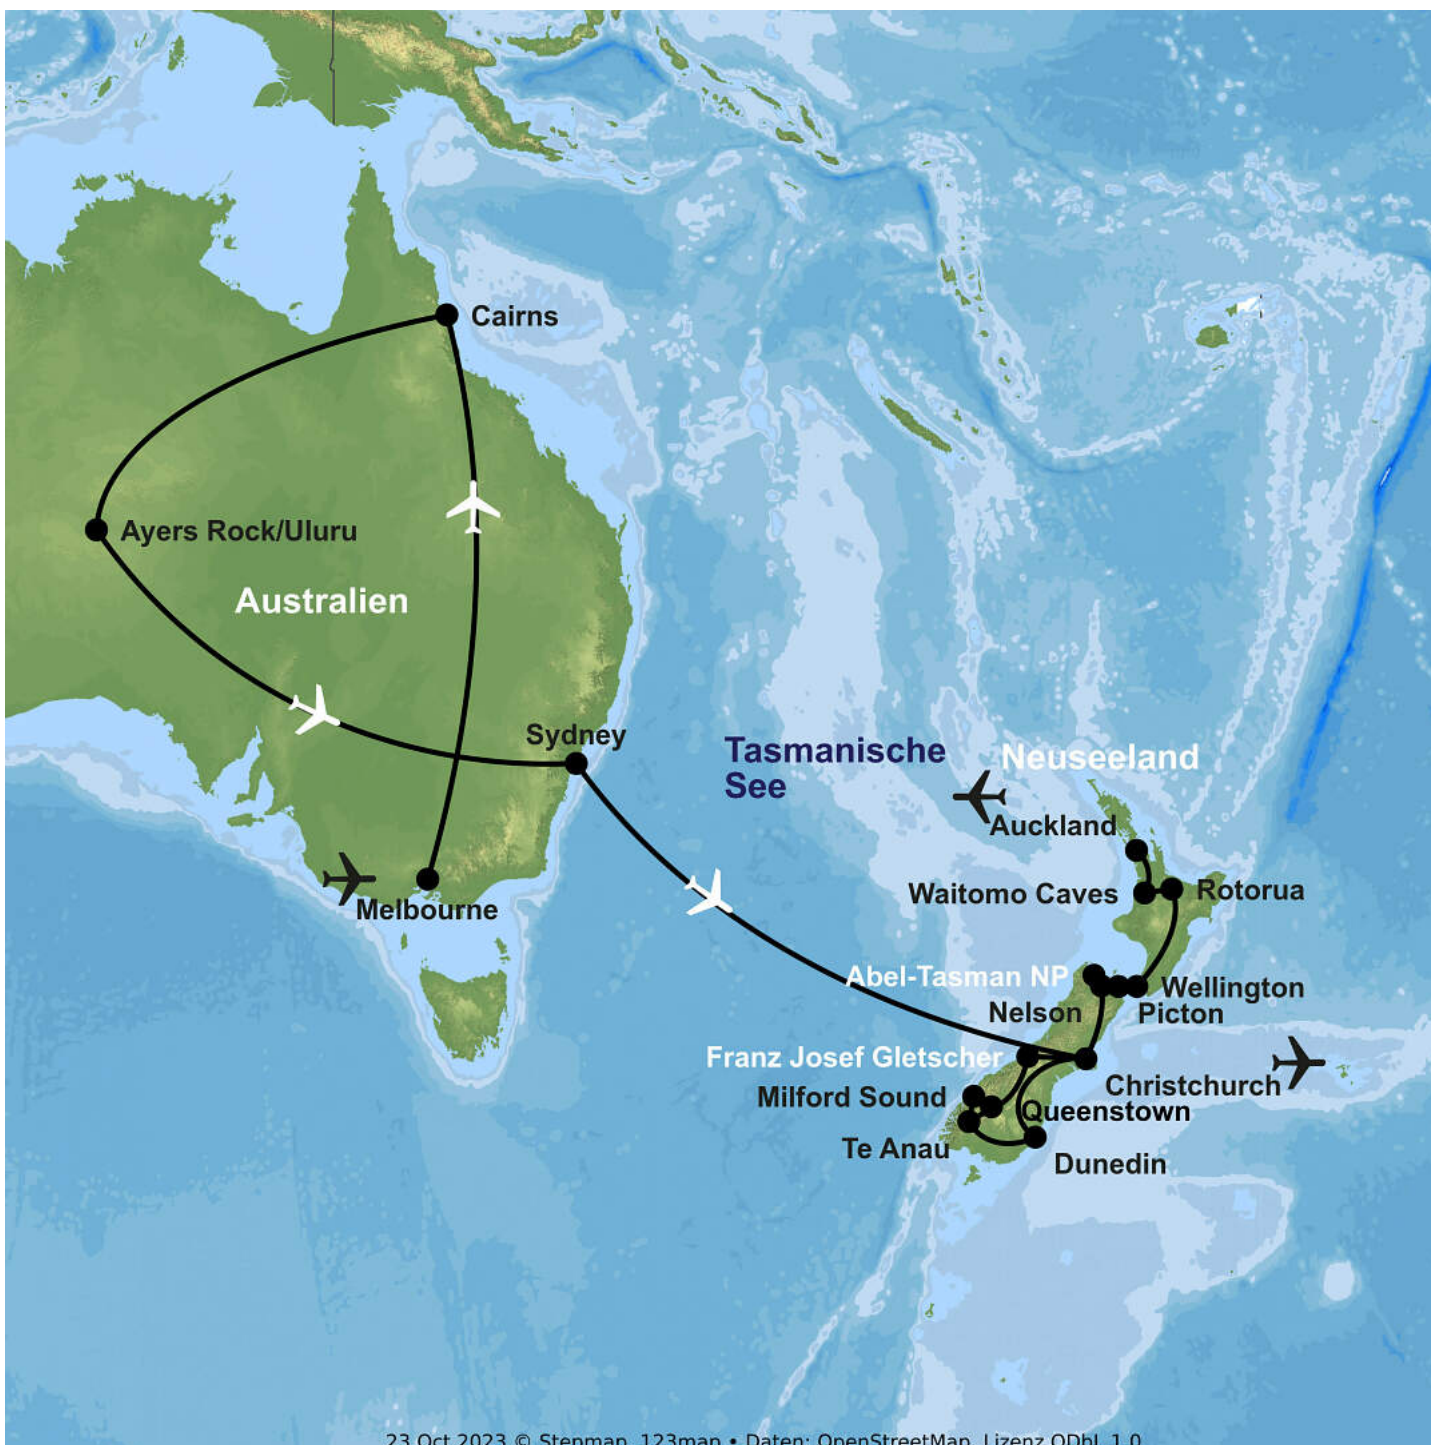 Cairns
Ayers Rock/Uluru
Australien
Sydney
Tasmanische
See
Neuseeland
Auckland
Melbourne
Waitomo Caves
Rotorua
Abel-Tasman NP
Wellington
Nelson
Picton
Franz Josef Gletscher
Christchurch
Milford Sound
Queenstown
Te Anau
Dunedin
23 Oct 2023 © Stepmap, 123map • Daten: OpenStreetMap, Lizenz ODbL 1.0